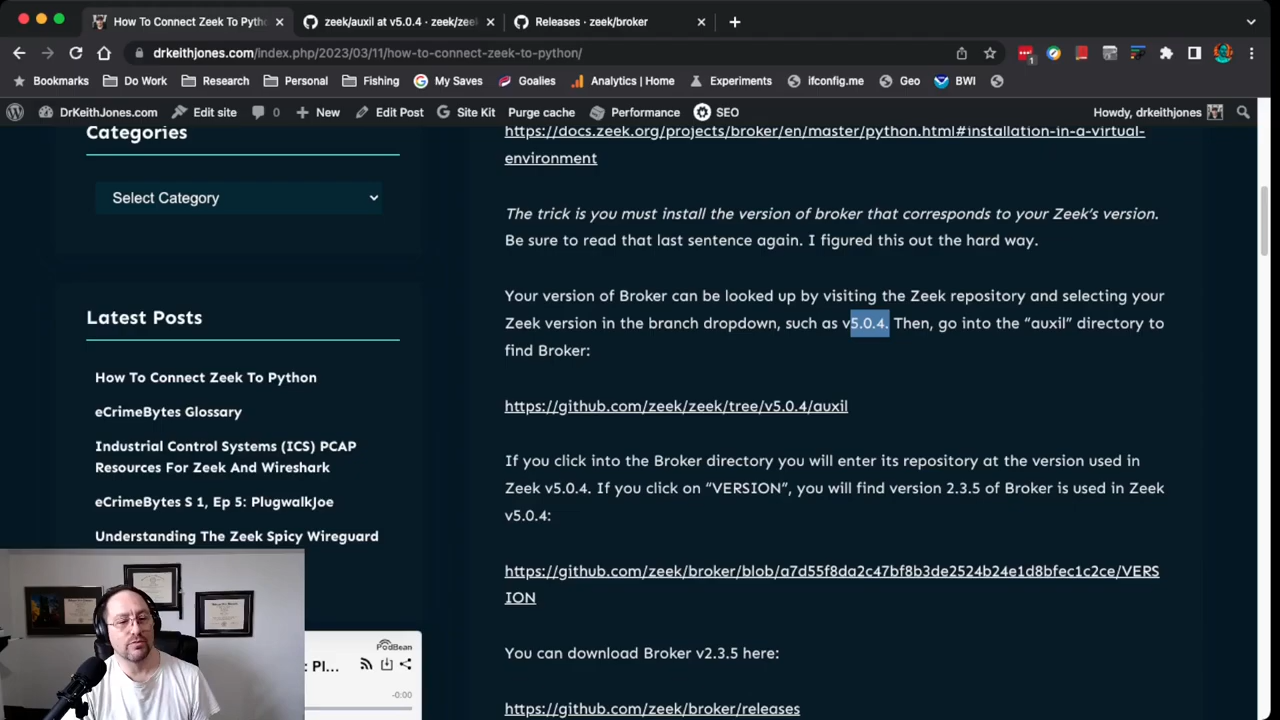 How To Connect Zeek To Pytho
zeek/auxil at v5.0.4 · zeek/zee
Releases · zeek/broker
drkeithjones.com/index.php/2023/03/11/how-to-connect-zeek-to-python/
1
Bookmarks
Do Work
Research
Personal
Fishing
My Saves
Goalies
Analytics | Home
Experiments
ifconfig.me
Geo
BWI
DrKeithJones.com
Edit site
0
New
Edit Post
Site Kit
Purge cache
Performance
SEO
Howdy, drkeithjones
Categories
Select Category
Latest Posts
How To Connect Zeek To Python
eCrimeBytes Glossary
Industrial Control Systems (ICS) PCAP
Resources For Zeek And Wireshark
eCrimeBytes S 1, Ep 5: PlugwalkJoe
Understanding The Zeek Spicy Wireguard
PodBean
: Pl...
-0:00
https://docs.zeek.org/projects/broker/en/master/python.html#installation-in-a-virtual-
environment
The trick is you must install the version of broker that corresponds to your Zeek’s version.
Be sure to read that last sentence again. I figured this out the hard way.
Your version of Broker can be looked up by visiting the Zeek repository and selecting your
Zeek version in the branch dropdown, such as v5.0.4. Then, go into the “auxil” directory to
find Broker:
https://github.com/zeek/zeek/tree/v5.0.4/auxil
If you click into the Broker directory you will enter its repository at the version used in
Zeek v5.0.4. If you click on “VERSION”, you will find version 2.3.5 of Broker is used in Zeek
v5.0.4:
https://github.com/zeek/broker/blob/a7d55f8da2c47bf8b3de2524b24e1d8bfec1c2ce/VERS
ION
You can download Broker v2.3.5 here:
https://github.com/zeek/broker/releases